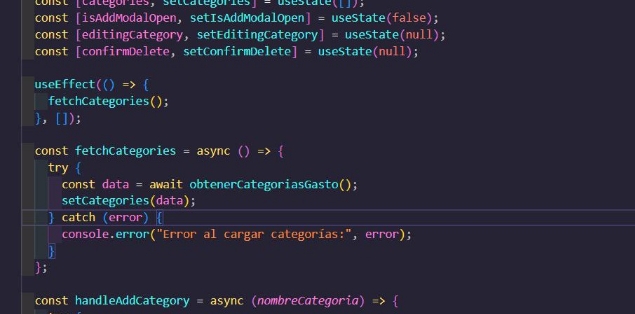 const [categories, setCategories] = useState([]);
const [isAddModalOpen, setIsAddModalOpen] = useState(false);
const [editingCategory, setEditingCategory] = useState(null);
const [confirmDelete, setConfirmDelete] = useState(null);
useEffect(() => {
fetchCategories();
}, []);
const fetchCategories = async () => {
try {
const data = await obtenerCategoriasGasto();
setCategories(data);
} catch (error) {
console.error("Error al cargar categorías:", error);
}
};
const handleAddCategory = async (nombreCategoria) => {